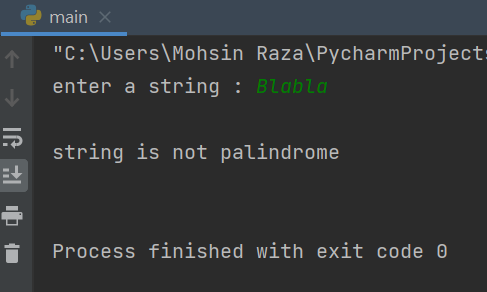 main
"C:\Users\Mohsin Raza\PycharmProjects
enter a string : Blabla
string is not palindrome
Process finished with exit code 0